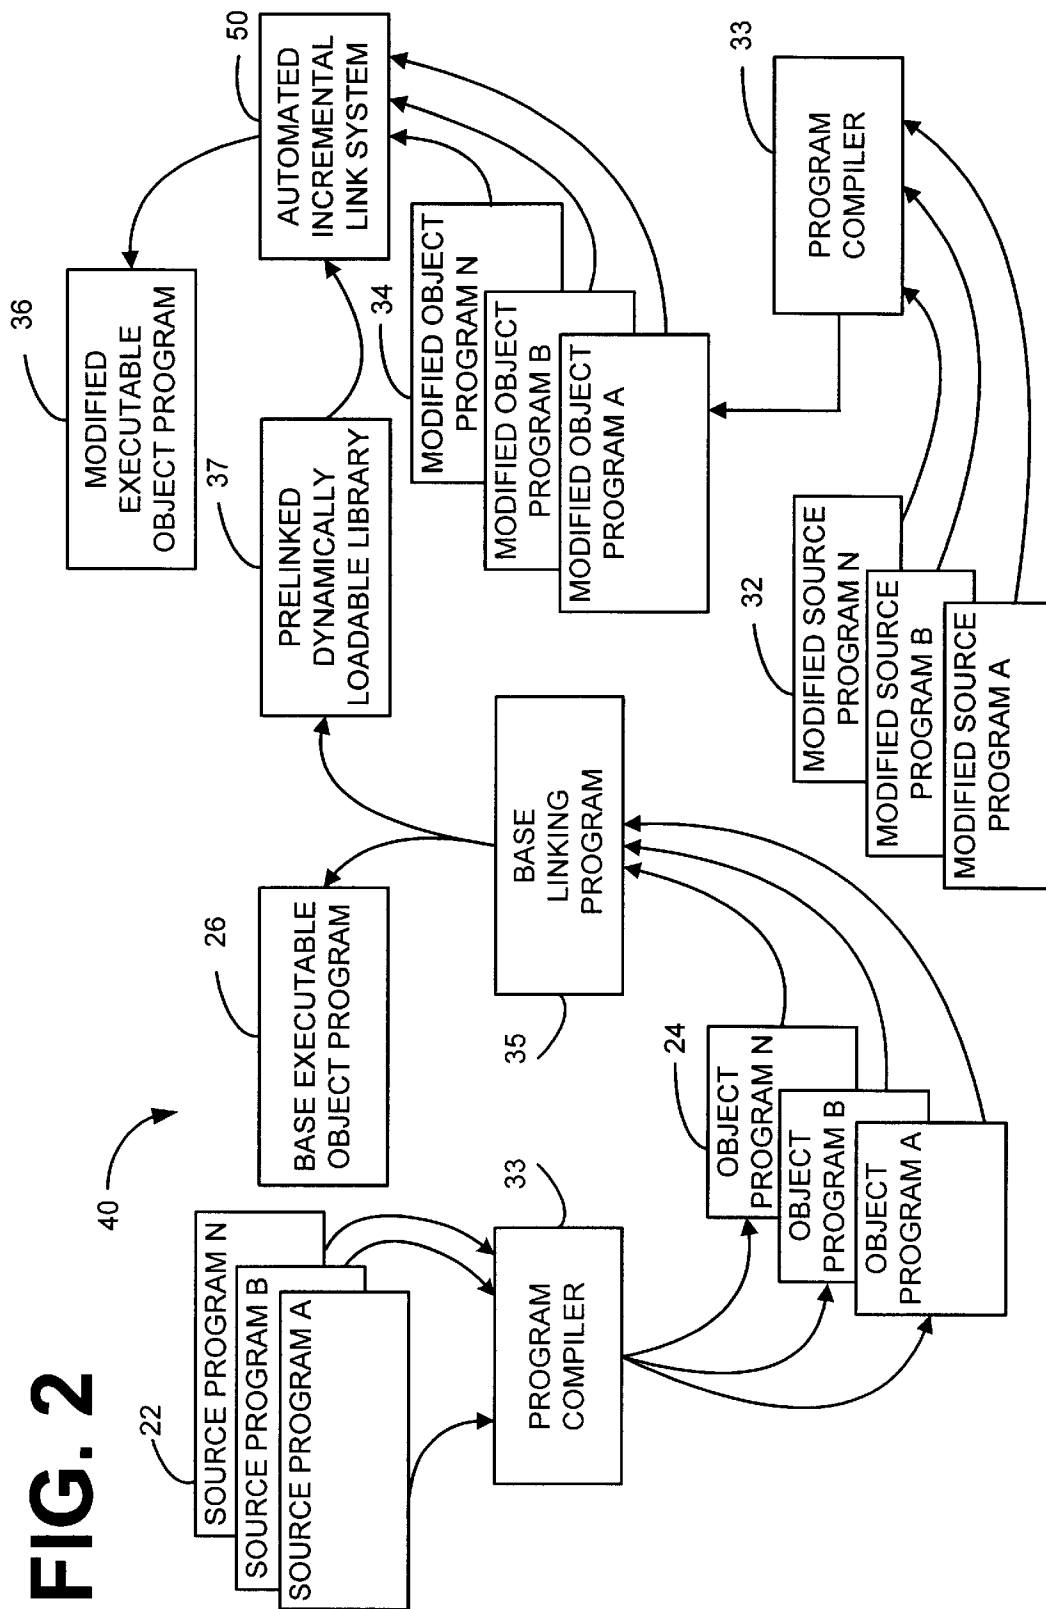 FIG. 2
40
22
SOURCE PROGRAM N
SOURCE PROGRAM B
SOURCE PROGRAM A
33
PROGRAM
COMPILER
24
OBJECT
PROGRAM N
OBJECT
PROGRAM B
OBJECT
PROGRAM A
26
BASE EXECUTABLE
OBJECT PROGRAM
35
BASE
LINKING
PROGRAM
37
PRELINKED
DYNAMICALLY
LOADABLE LIBRARY
36
MODIFIED
EXECUTABLE
OBJECT PROGRAM
50
AUTOMATED
INCREMENTAL
LINK SYSTEM
34
MODIFIED OBJECT
PROGRAM N
MODIFIED OBJECT
PROGRAM B
MODIFIED OBJECT
PROGRAM A
33
PROGRAM
COMPILER
32
MODIFIED SOURCE
PROGRAM N
MODIFIED SOURCE
PROGRAM B
MODIFIED SOURCE
PROGRAM A